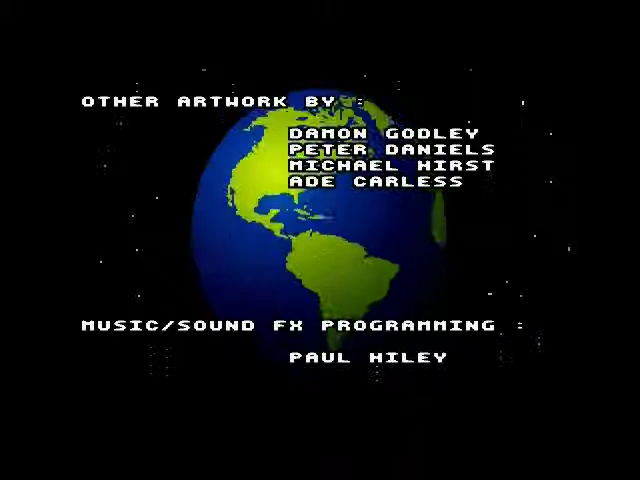 OTHER ARTWORK BY :
DAMON GODLEY
PETER DANIELS
MICHAEL HIRST
ADE CARLESS
MUSIC/SOUND FX PROGRAMMING :
PAUL HILEY